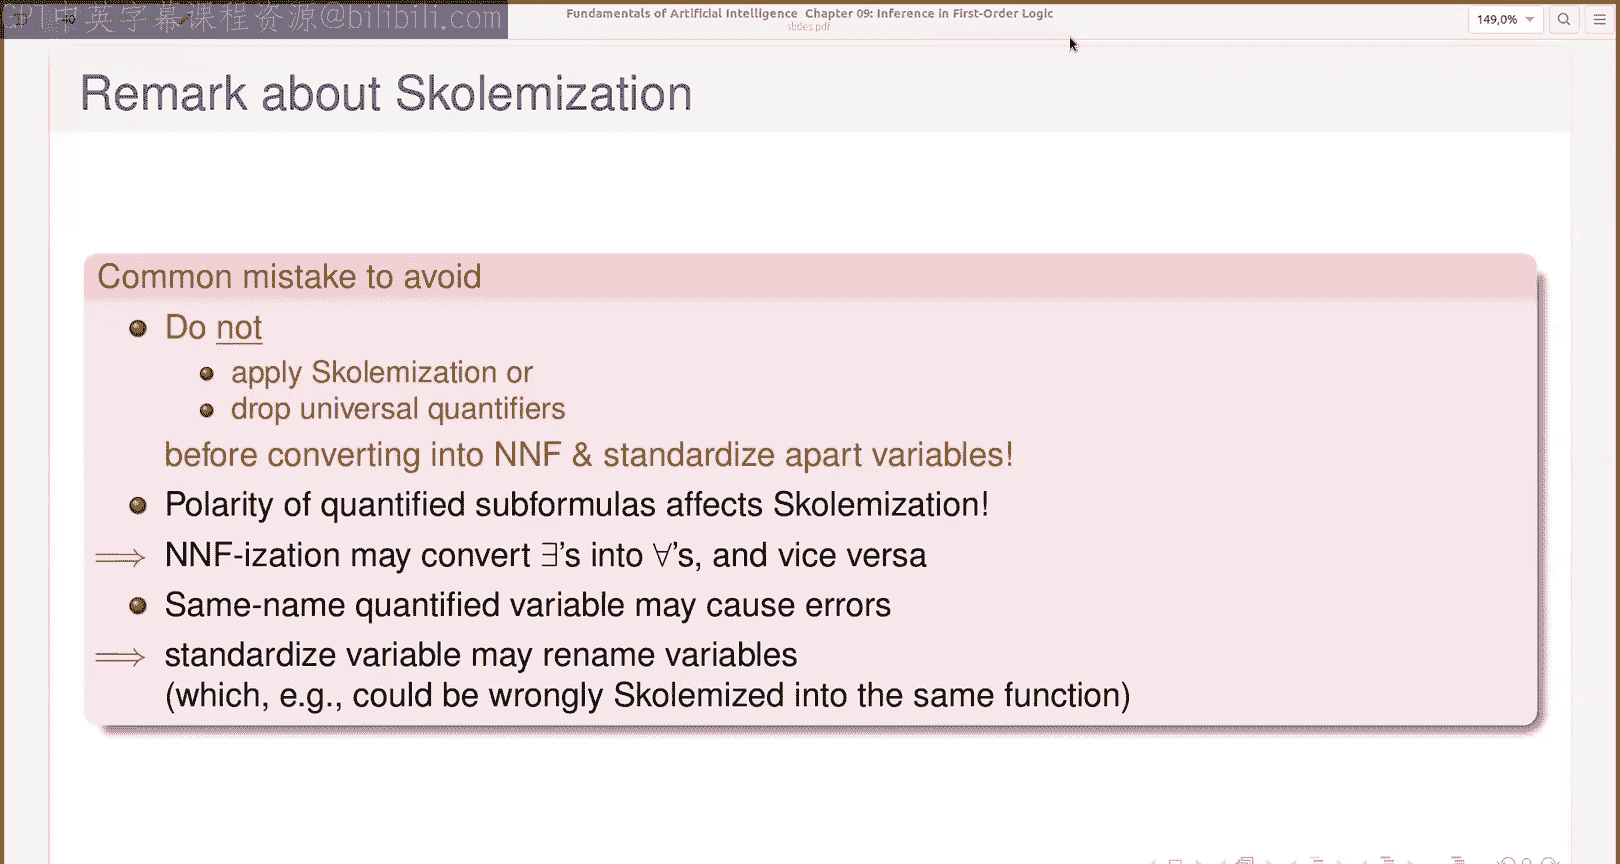 中英字幕课程资源@bilibili.com
Fundamentals of Artificial Intelligence Chapter 09: Inference in First-Order Logic
slides.pdf
149,0%
Remark about Skolemization
Common mistake to avoid
Do not
apply Skolemization or
drop universal quantifiers
before converting into NNF & standardize apart variables!
Polarity of quantified subformulas affects Skolemization!
⟹ NNF-ization may convert ∃'s into ∀'s, and vice versa
Same-name quantified variable may cause errors
⟹ standardize variable may rename variables
(which, e.g., could be wrongly Skolemized into the same function)